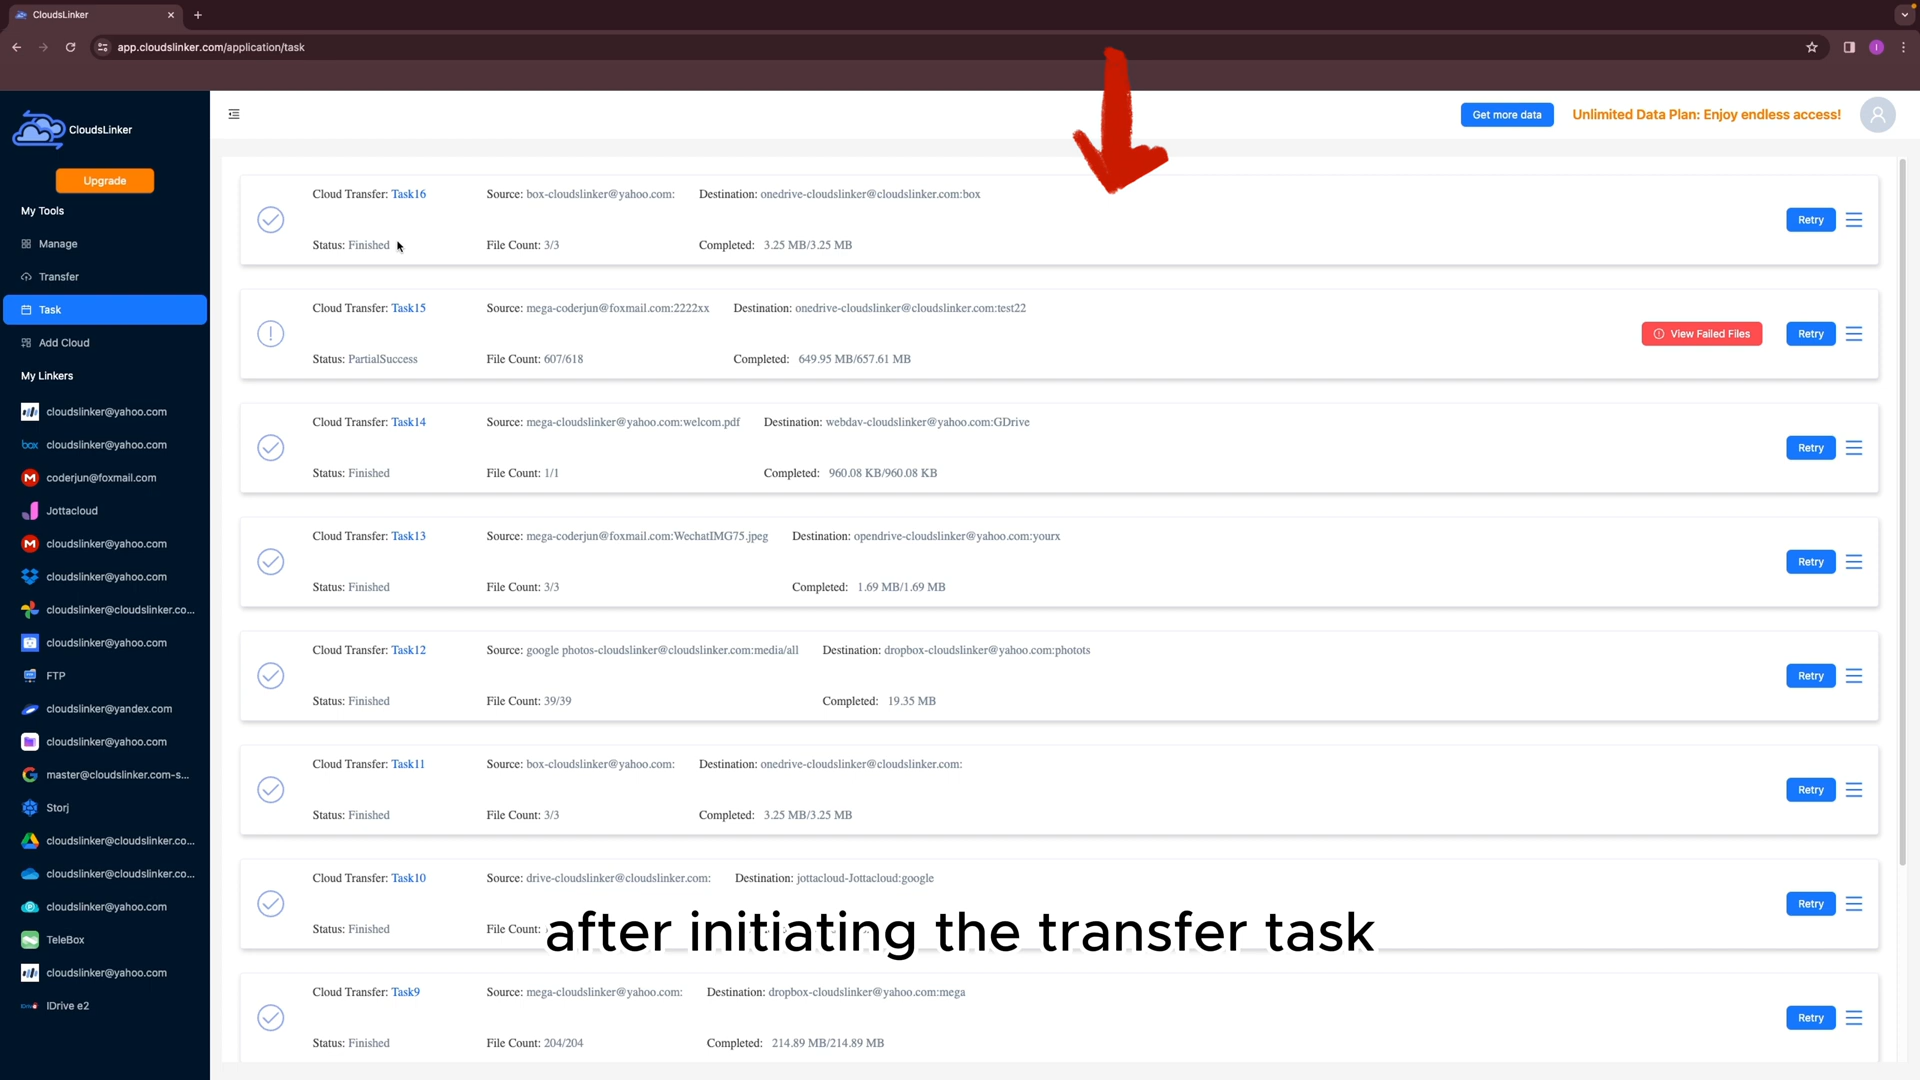 CloudsLinker
app.cloudslinker.com/application/task
CloudsLinker
Upgrade
My Tools
Manage
Transfer
Task
Add Cloud
My Linkers
cloudslinker@yahoo.com
box cloudslinker@yahoo.com
coderjun@foxmail.com
Jottacloud
cloudslinker@yahoo.com
cloudslinker@yahoo.com
cloudslinker@cloudslinker.co...
cloudslinker@yahoo.com
FTP
cloudslinker@yandex.com
cloudslinker@yahoo.com
master@cloudslinker.com-s...
Storj
cloudslinker@cloudslinker.co...
cloudslinker@cloudslinker.co...
cloudslinker@yahoo.com
TeleBox
cloudslinker@yahoo.com
IDrive e2
Get more data Unlimited Data Plan: Enjoy endless access!
Cloud Transfer: Task16 Source: box-cloudslinker@yahoo.com: Destination: onedrive-cloudslinker@cloudslinker.com:box
Retry
Status: Finished File Count: 3/3 Completed: 3.25 MB/3.25 MB
Cloud Transfer: Task15 Source: mega-coderjun@foxmail.com:2222xx Destination: onedrive-cloudslinker@cloudslinker.com:test22
View Failed Files Retry
Status: PartialSuccess File Count: 607/618 Completed: 649.95 MB/657.61 MB
Cloud Transfer: Task14 Source: mega-cloudslinker@yahoo.com:welcom.pdf Destination: webdav-cloudslinker@yahoo.com:GDrive
Retry
Status: Finished File Count: 1/1 Completed: 960.08 KB/960.08 KB
Cloud Transfer: Task13 Source: mega-coderjun@foxmail.com:WechatIMG75.jpeg Destination: opendrive-cloudslinker@yahoo.com:yourx
Retry
Status: Finished File Count: 3/3 Completed: 1.69 MB/1.69 MB
Cloud Transfer: Task12 Source: google photos-cloudslinker@cloudslinker.com:media/all Destination: dropbox-cloudslinker@yahoo.com:photots
Retry
Status: Finished File Count: 39/39 Completed: 19.35 MB
Cloud Transfer: Task11 Source: box-cloudslinker@yahoo.com: Destination: onedrive-cloudslinker@cloudslinker.com:
Retry
Status: Finished File Count: 3/3 Completed: 3.25 MB/3.25 MB
Cloud Transfer: Task10 Source: drive-cloudslinker@cloudslinker.com: Destination: jottacloud-Jottacloud:google
Retry
Status: Finished File Count:
after initiating the transfer task
Cloud Transfer: Task9 Source: mega-cloudslinker@yahoo.com: Destination: dropbox-cloudslinker@yahoo.com:mega
Retry
Status: Finished File Count: 204/204 Completed: 214.89 MB/214.89 MB